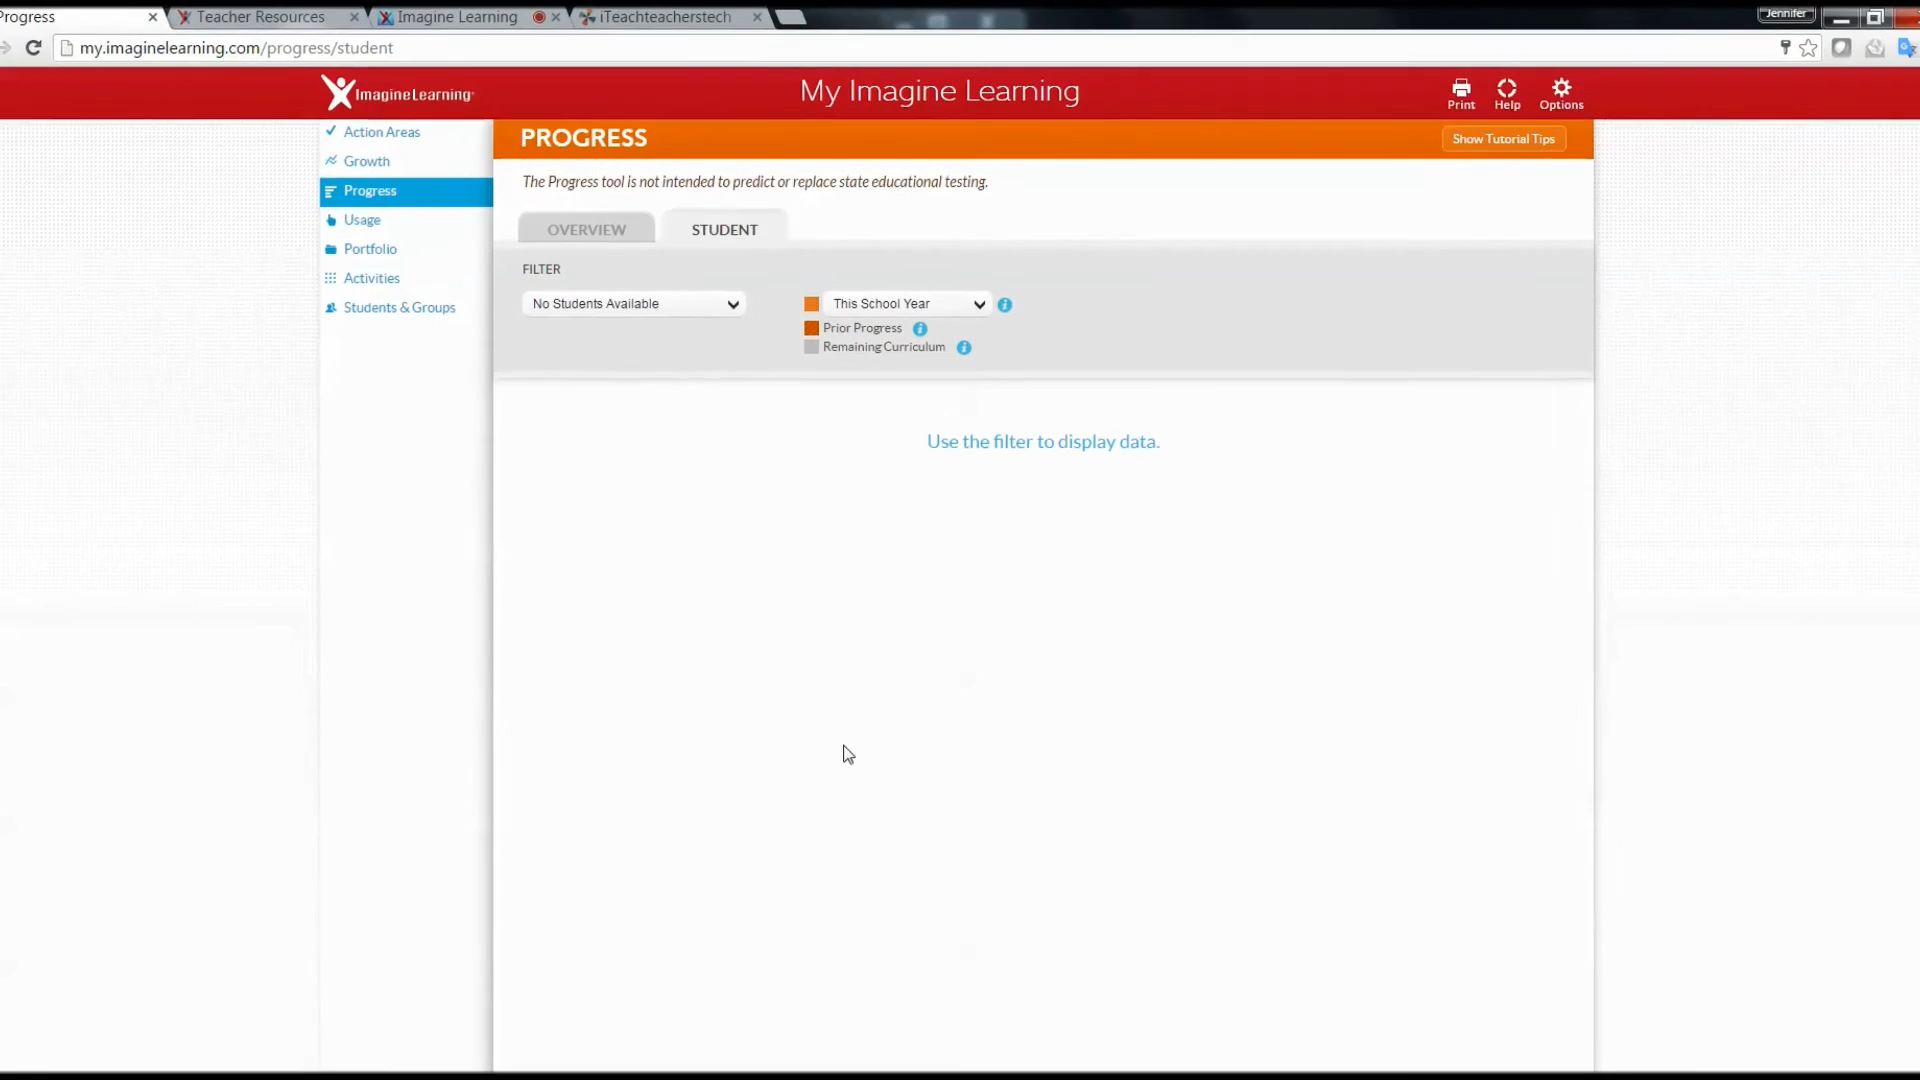 Progress
Teacher Resources
Imagine Learning
iTeachteacherstech
Jennifer
my.imaginelearning.com/progress/student
ImagineLearning
My Imagine Learning
Print
Help
Options
Action Areas
Growth
Progress
Usage
Portfolio
Activities
Students & Groups
PROGRESS
Show Tutorial Tips
The Progress tool is not intended to predict or replace state educational testing.
OVERVIEW
STUDENT
FILTER
No Students Available
This School Year
Prior Progress
Remaining Curriculum
Use the filter to display data.